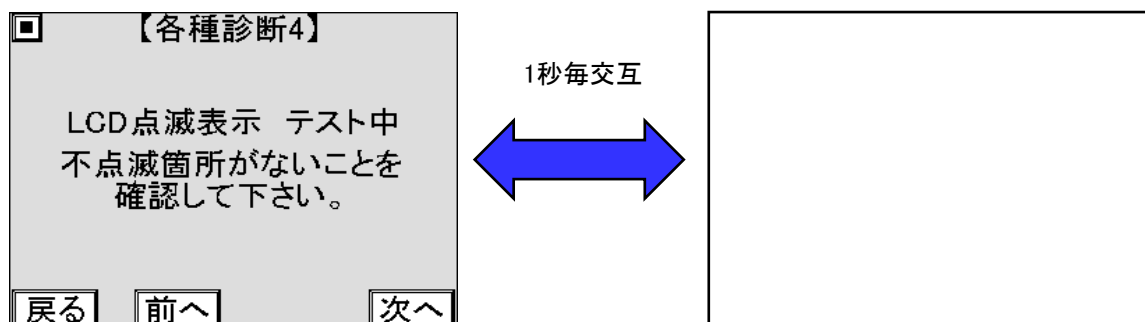 【各種診断4】
LCD点滅表示 テスト中
不点滅箇所がないことを
確認して下さい。
戻る 前へ 次へ
1秒毎交互